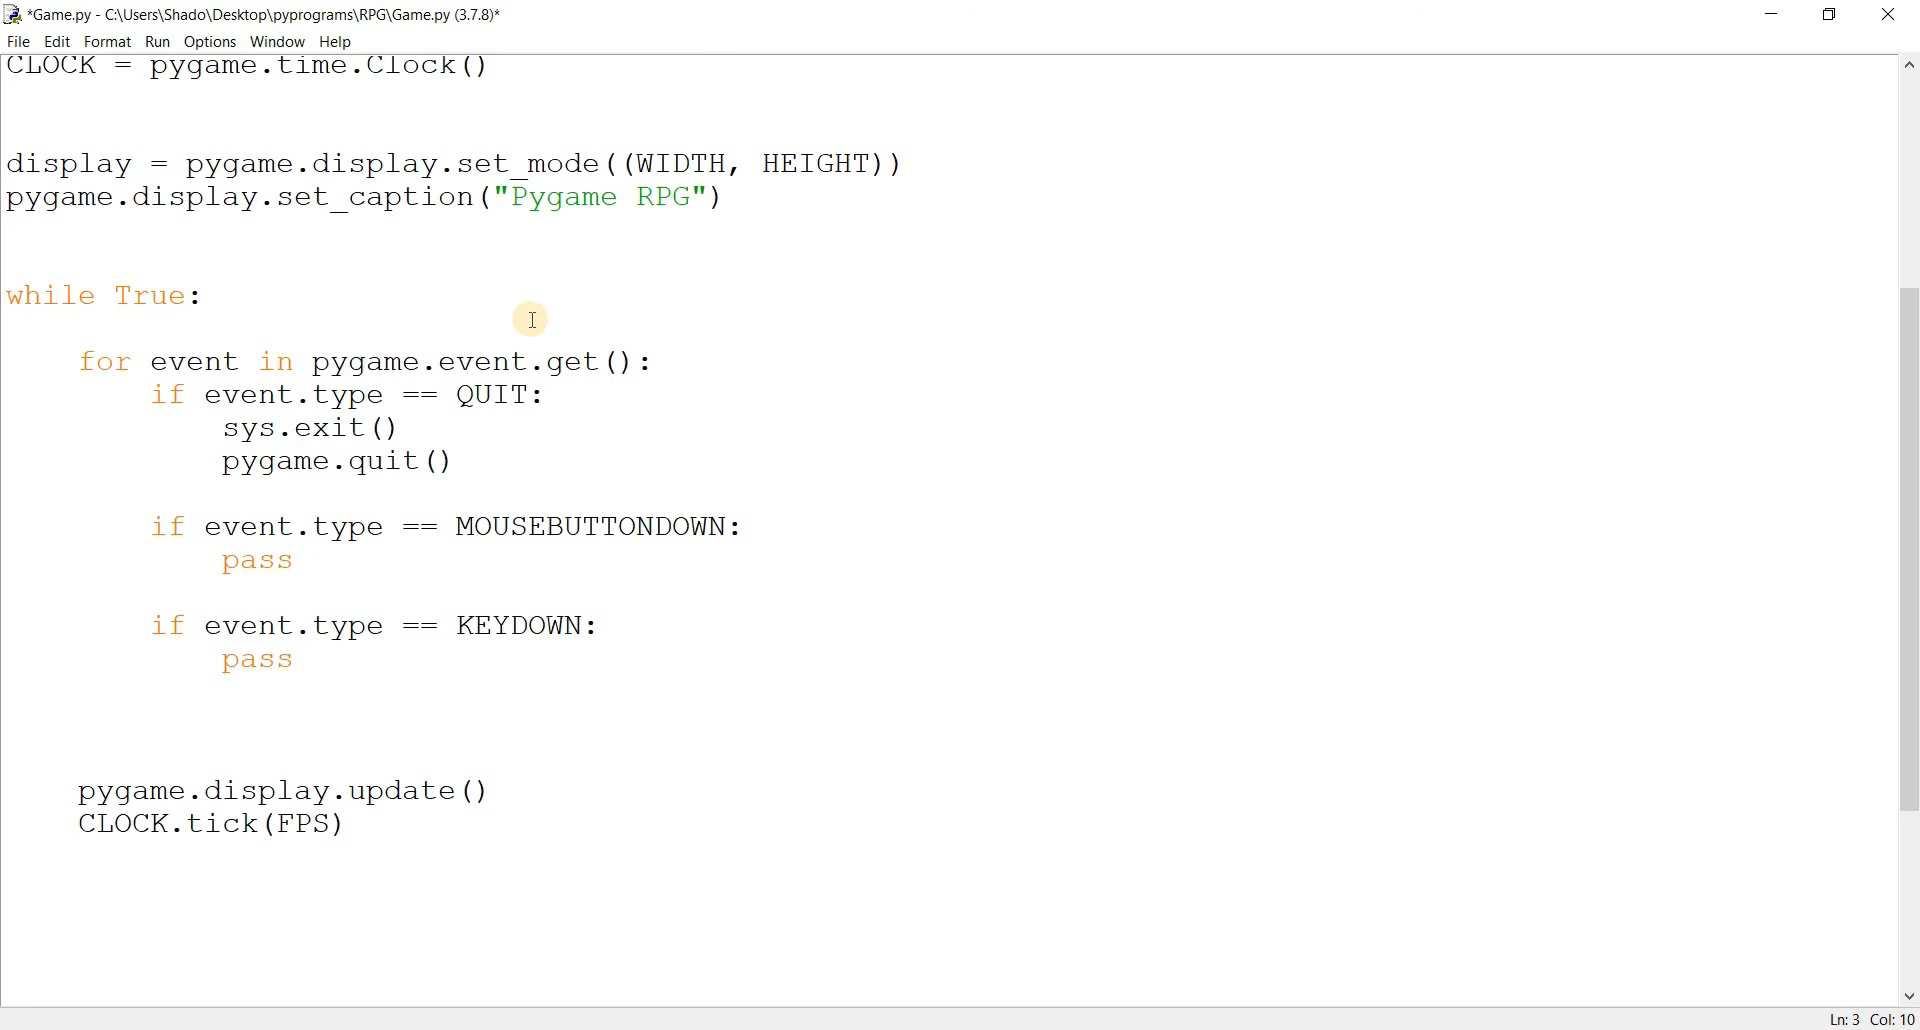 *Game.py - C:\Users\Shado\Desktop\pyprograms\RPG\Game.py (3.7.8)*
File Edit Format Run Options Window Help
CLOCK = pygame.time.Clock()
display = pygame.display.set_mode((WIDTH, HEIGHT))
pygame.display.set_caption("Pygame RPG")
while True:
for event in pygame.event.get():
if event.type == QUIT:
sys.exit()
pygame.quit()
if event.type == MOUSEBUTTONDOWN:
pass
if event.type == KEYDOWN:
pass
pygame.display.update()
CLOCK.tick(FPS)
Ln: 3 Col: 10